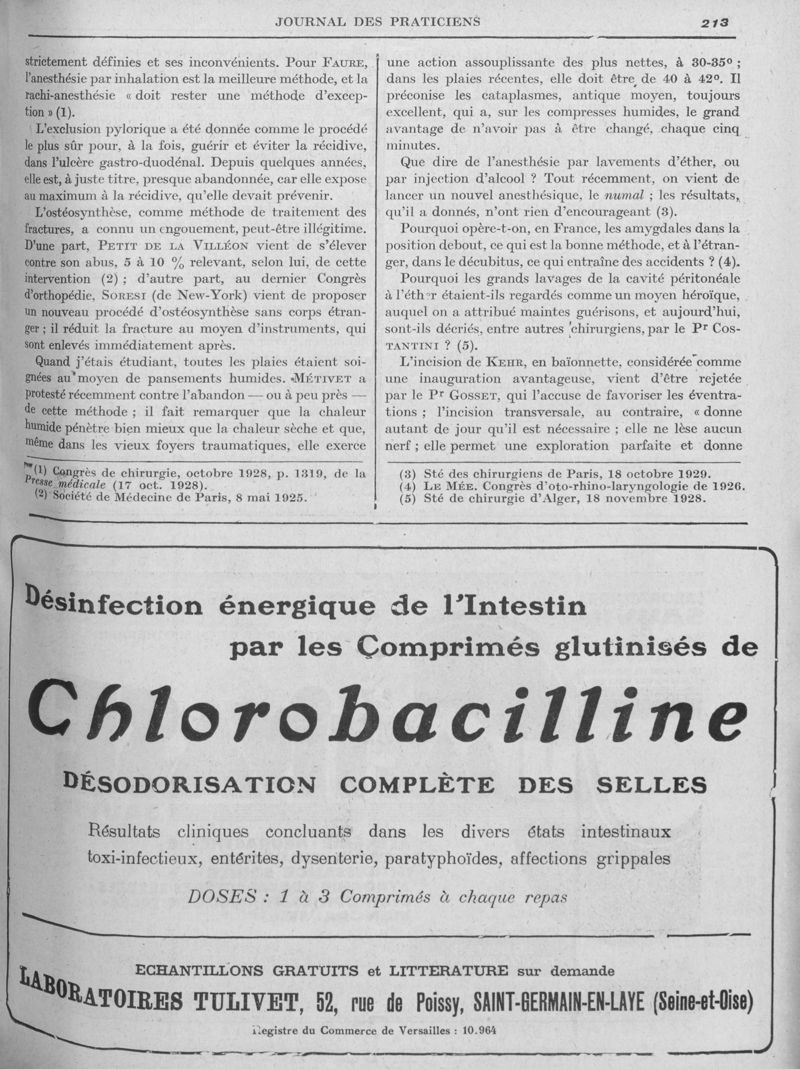 JOURNAL DES PRATICIENS 213
strictement définies et ses inconvénients. Pour FAURE,
l'anesthésie par inhalation est la meilleure méthode, et la
rachi-anesthésie « doit rester une méthode d'excep-
tion » (1).
L'exclusion pylorique a été donnée comme le procédé
le plus sûr pour, à la fois, guérir et éviter la récidive,
dans l'ulcère gastro-duodénal. Depuis quelques années,
elle est, à juste titre, presque abandonnée, car elle expose
au maximum à la récidive, qu'elle devait prévenir.
L'ostéosynthèse, comme méthode de traitement des
fractures, a connu un engouement, peut-être illégitime.
D'une part, PETIT DE LA VILLÉON vient de s'élever
contre son abus, 5 à 10 % relevant, selon lui, de cette
intervention (2) ; d'autre part, au dernier Congrès
d'orthopédie, SORESI (de New-York) vient de proposer
un nouveau procédé d'ostéosynthèse sans corps étran-
ger ; il réduit la fracture au moyen d'instruments, qui
sont enlevés immédiatement après.
Quand j'étais étudiant, toutes les plaies étaient soi-
gnées au moyen de pansements humides. MÉTIVET a
protesté récemment contre l'abandon — ou à peu près —
de cette méthode ; il fait remarquer que la chaleur
humide pénètre bien mieux que la chaleur sèche et que,
même dans les vieux foyers traumatiques, elle exerce
(1) Congrès de chirurgie, octobre 1928, p. 1319, de la
Presse médicale (17 oct. 1928).
(2) Société de Médecine de Paris, 8 mai 1925.
une action assouplissante des plus nettes, à 30-35° ;
dans les plaies récentes, elle doit être de 40 à 42°. Il
préconise les cataplasmes, antique moyen, toujours
excellent, qui a, sur les compresses humides, le grand
avantage de n'avoir pas à être changé, chaque cinq
minutes.
Que dire de l'anesthésie par lavements d'éther, ou
par injection d'alcool ? Tout récemment, on vient de
lancer un nouvel anesthésique, le numal ; les résultats,
qu'il a donnés, n'ont rien d'encourageant (3).
Pourquoi opère-t-on, en France, les amygdales dans la
position debout, ce qui est la bonne méthode, et à l'étran-
ger, dans le décubitus, ce qui entraîne des accidents ? (4).
Pourquoi les grands lavages de la cavité péritonéale
à l'éther étaient-ils regardés comme un moyen héroïque,
auquel on a attribué maintes guérisons, et aujourd'hui,
sont-ils décriés, entre autres chirurgiens, par le Pr COS-
TANTINI ? (5).
L'incision de KEHR, en baïonnette, considérée comme
une inauguration avantageuse, vient d'être rejetée
par le Pr GOSSET, qui l'accuse de favoriser les éventra-
tions ; l'incision transversale, au contraire, « donne
autant de jour qu'il est nécessaire ; elle ne lèse aucun
nerf ; elle permet une exploration parfaite et donne
(3) Sté des chirurgiens de Paris, 18 octobre 1929.
(4) LE MÉE. Congrès d'oto-rhino-laryngologie de 1926.
(5) Sté de chirurgie d'Alger, 18 novembre 1928.
Désinfection énergique de l'Intestin
par les Comprimés glutinisés de
Chlorobacilline
DÉSODORISATION COMPLÈTE DES SELLES
Résultats cliniques concluants dans les divers états intestinaux
toxi-infectieux, entérites, dysenterie, paratyphoïdes, affections grippales
DOSES : 1 à 3 Comprimés à chaque repas
ECHANTILLONS GRATUITS et LITTERATURE sur demande
LABORATOIRES TULIVET, 52, rue de Poissy, SAINT-GERMAIN-EN-LAYE (Seine-et-Oise)
Registre du Commerce de Versailles : 10.964